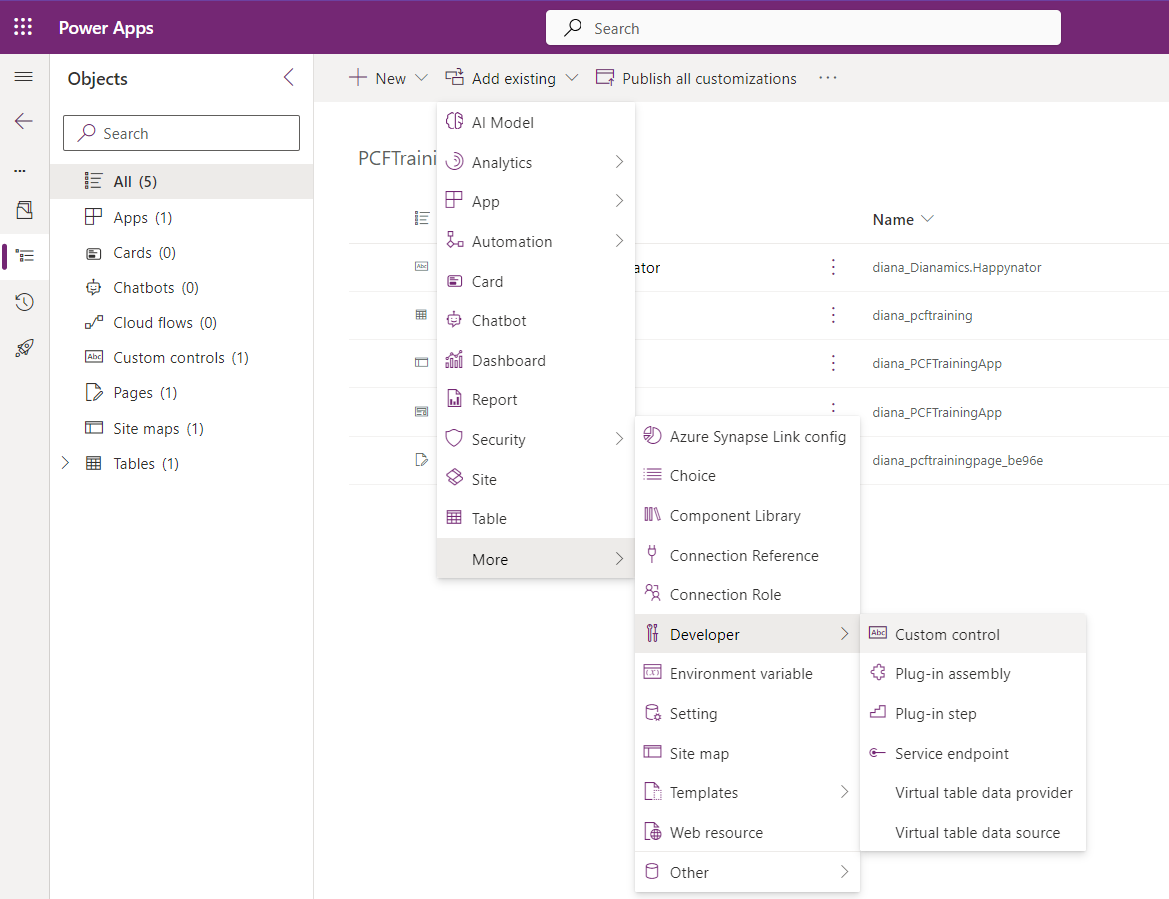 Power Apps
Search
Objects
New
Add existing
Publish all customizations
Search
All (5)
Apps (1)
Cards (0)
Chatbots (0)
Cloud flows (0)
Abc Custom controls (1)
Pages (1)
Site maps (1)
Tables (1)
PCFTraini
Name
Abc
ator
diana_Dianamics.Happynator
diana_pcftraining
diana_PCFTrainingApp
diana_PCFTrainingApp
diana_pcftrainingpage_be96e
AI Model
Analytics
App
Automation
Card
Chatbot
Dashboard
Report
Security
Site
Table
More
Azure Synapse Link config
Choice
Component Library
Connection Reference
Connection Role
Developer
Environment variable
Setting
Site map
Templates
Web resource
Other
Abc Custom control
Plug-in assembly
Plug-in step
Service endpoint
Virtual table data provider
Virtual table data source